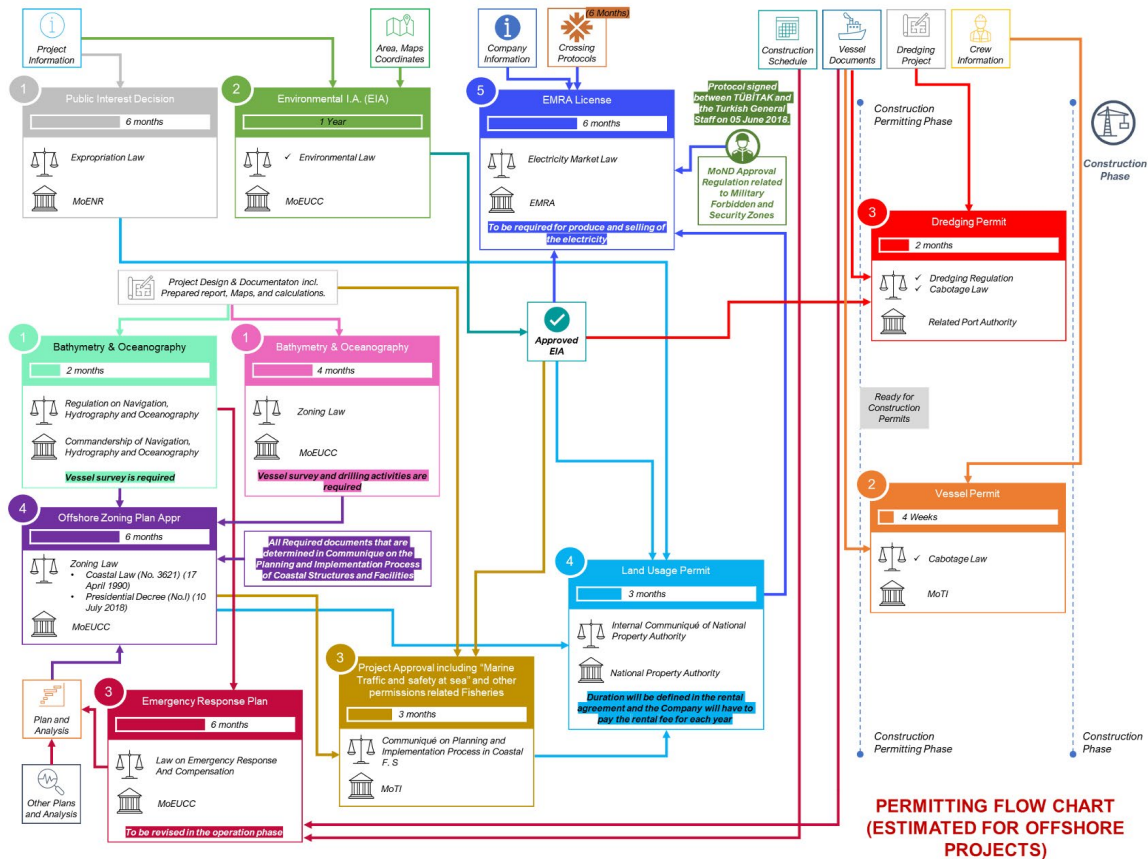 Project
Information
Area, Maps
Coordinates
Company
Information
(6 Months)
Crossing
Protocols
Construction
Schedule
Vessel
Documents
Dredging
Project
Crew
Information
1
Public Interest Decision
6 months
Expropriation Law
MoENR
2
Environmental I.A. (EIA)
1 Year
✓ Environmental Law
MoEUCC
5
EMRA License
6 months
Electricity Market Law
EMRA
To be required for produce and selling of
the electricity
Protocol signed
between TÜBİTAK and
the Turkish General
Staff on 05 June 2018.
MoND Approval
Regulation related
to Military
Forbidden and
Security Zones
Construction
Permitting Phase
Construction
Phase
3
Dredging Permit
2 months
✓ Dredging Regulation
✓ Cabotage Law
Related Port Authority
Project Design & Documentaton incl.
Prepared report, Maps, and calculations.
Approved
EIA
1
Bathymetry & Oceanography
2 months
Regulation on Navigation,
Hydrography and Oceanography
Commandership of Navigation,
Hydrography and Oceanography
Vessel survey is required
1
Bathymetry & Oceanography
4 months
Zoning Law
MoEUCC
Vessel survey and drilling activities are
required
Ready for
Construction
Permits
4
Offshore Zoning Plan Appr
6 months
Zoning Law
• Coastal Law (No. 3621) (17
April 1990)
• Presidential Decree (No.I) (10
July 2018)
MoEUCC
All Required documents that are
determined in Communique on the
Planning and Implementation Process
of Coastal Structures and Facilities
2
Vessel Permit
4 Weeks
✓ Cabotage Law
MoTI
4
Land Usage Permit
3 months
Internal Communiqué of National
Property Authority
National Property Authority
Duration will be defined in the rental
agreement and the Company will have to
pay the rental fee for each year
3
Project Approval including "Marine
Traffic and safety at sea" and other
permissions related Fisheries
3 months
Communiqué on Planning and
Implementation Process in Coastal
F. S
MoTI
Plan and
Analysis
Other Plans
and Analysis
3
Emergency Response Plan
6 months
Law on Emergency Response
And Compensation
MoEUCC
To be revised in the operation phase
Construction
Permitting Phase
Construction
Phase
PERMITTING FLOW CHART
(ESTIMATED FOR OFFSHORE
PROJECTS)